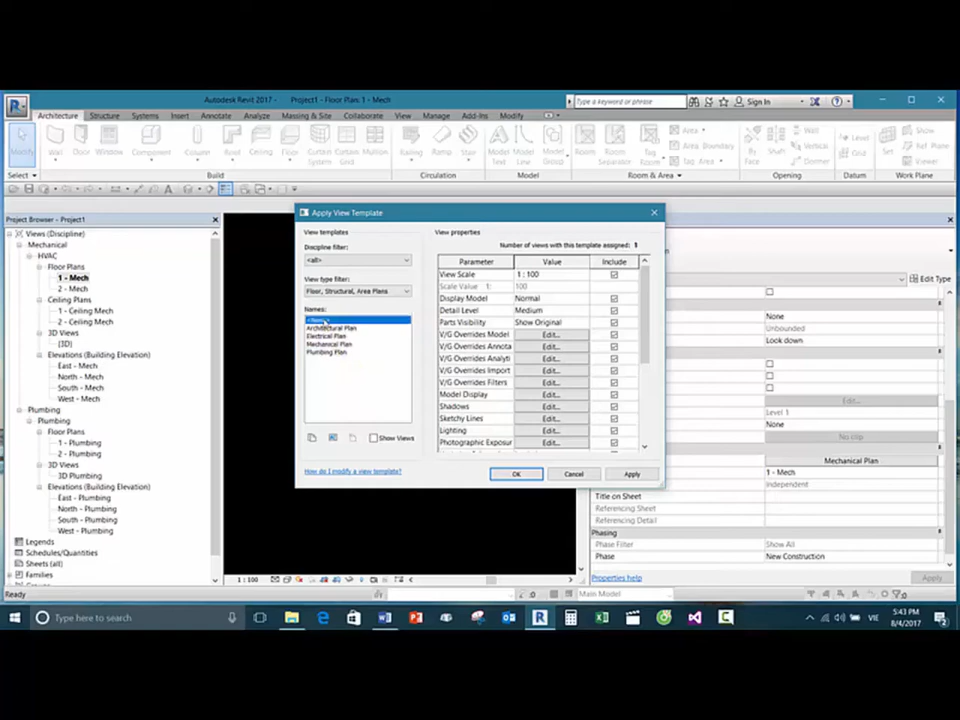 Autodesk Revit 2017 - Project1 - Floor Plan: 1 - Mech
Type a keyword or phrase
Sign In
Architecture Structure Systems Insert Annotate Analyze Massing & Site Collaborate View Manage Add-Ins Modify
Modify Wall Door Window Component Column Roof Ceiling Curtain System Curtain Grid Mullion Railing Ramp Stair Model Text Model Line Model Group Room Room Separator Tag Room Area Area Boundary Tag Area By Face Shaft Wall Vertical Dormer Level Grid Set Show Ref Plane Viewer
Select Build Circulation Model Room & Area Opening Datum Work Plane
Project Browser - Project1
Views (Discipline)
Mechanical
HVAC
Floor Plans
1 - Mech
2 - Mech
Ceiling Plans
1 - Ceiling Mech
2 - Ceiling Mech
3D Views
{3D}
Elevations (Building Elevation)
East - Mech
North - Mech
South - Mech
West - Mech
Plumbing
Plumbing
Floor Plans
1 - Plumbing
2 - Plumbing
3D Views
3D Plumbing
Elevations (Building Elevation)
East - Plumbing
North - Plumbing
South - Plumbing
West - Plumbing
Legends
Schedules/Quantities
Sheets (all)
Families
Apply View Template
View templates
Discipline filter:
<all>
View type filter:
Floor, Structural, Area Plans
Names:
<None>
Architectural Plan
Electrical Plan
Mechanical Plan
Plumbing Plan
Show Views
How do I modify a view template?
View properties
Number of views with this template assigned: 1
Parameter Value Include
View Scale 1 : 100
Scale Value 1: 100
Display Model Normal
Detail Level Medium
Parts Visibility Show Original
V/G Overrides Model Edit...
V/G Overrides Annota Edit...
V/G Overrides Analyti Edit...
V/G Overrides Import Edit...
V/G Overrides Filters Edit...
Model Display Edit...
Shadows Edit...
Sketchy Lines Edit...
Lighting Edit...
Photographic Exposur Edit...
OK Cancel Apply
Edit Type
None
Unbounded
Look down
Edit...
Level 1
None
No clip
Mechanical Plan
1 - Mech
Independent
Title on Sheet
Referencing Sheet
Referencing Detail
Phasing
Phase Filter Show All
Phase New Construction
Properties help Apply
1 : 100
Ready
:0
Main Model
:0
Type here to search
VIE
5:43 PM
8/4/2017